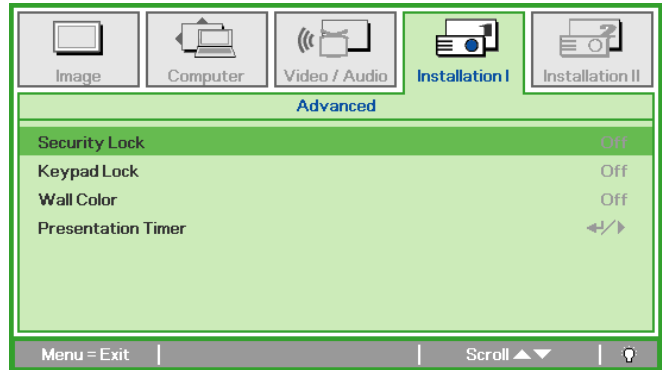 Image Computer Video / Audio Installation I Installation II
Advanced
Security Lock Off
Keypad Lock Off
Wall Color Off
Presentation Timer
Menu = Exit Scroll